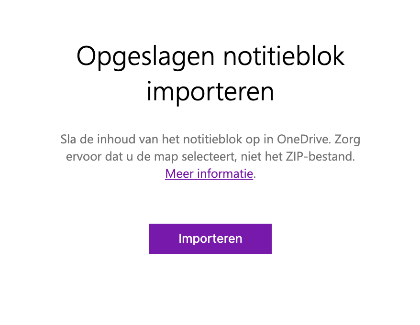 Opgeslagen notitieblok
importeren
Sla de inhoud van het notitieblok op in OneDrive. Zorg
ervoor dat u de map selecteert, niet het ZIP-bestand.
Meer informatie.
Importeren